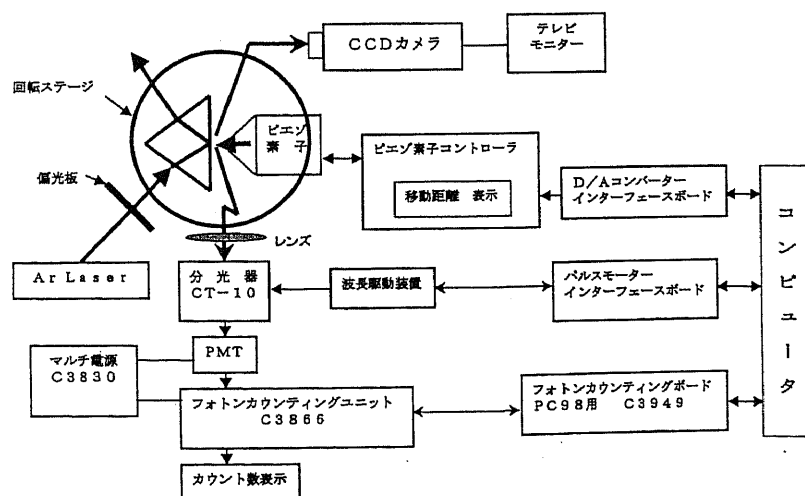 CCDカメラ
テレビ
モニター
回転ステージ
ピエゾ
素 子
ピエゾ素子コントローラ
移動距離 表示
D/Aコンバーター
インターフェースボード
偏光板
レンズ
Ar Laser
分 光 器
CT-10
波長駆動装置
パルスモーター
インターフェースボード
コンピュータ
PMT
マルチ電源
C3830
フォトンカウンティングユニット
C3866
フォトンカウンティングボード
PC98用 C3949
カウント数表示